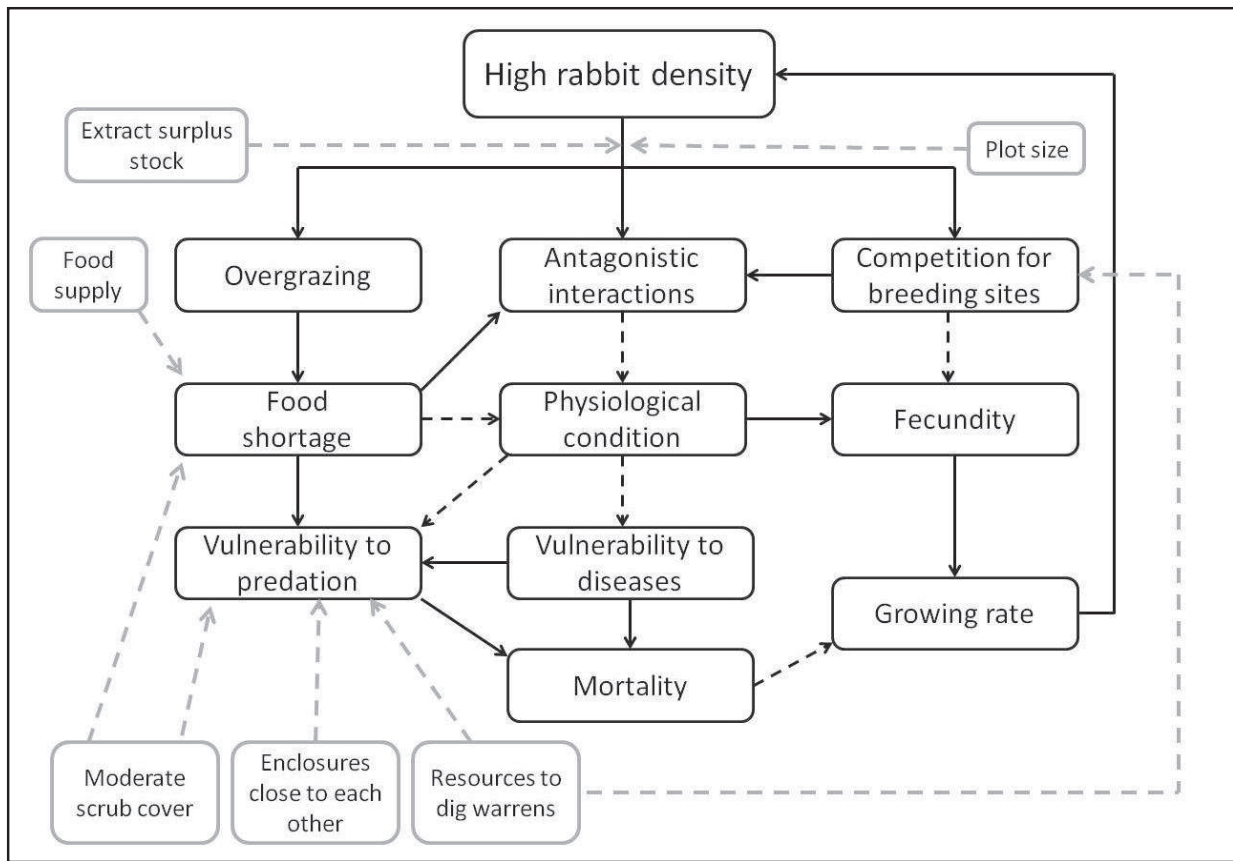 High rabbit density
Extract surplus
stock
Plot size
Food
supply
Overgrazing
Antagonistic
interactions
Competition for
breeding sites
Food
shortage
Physiological
condition
Fecundity
Vulnerability to
predation
Vulnerability to
diseases
Growing rate
Mortality
Moderate
scrub cover
Enclosures
close to each
other
Resources to
dig warrens